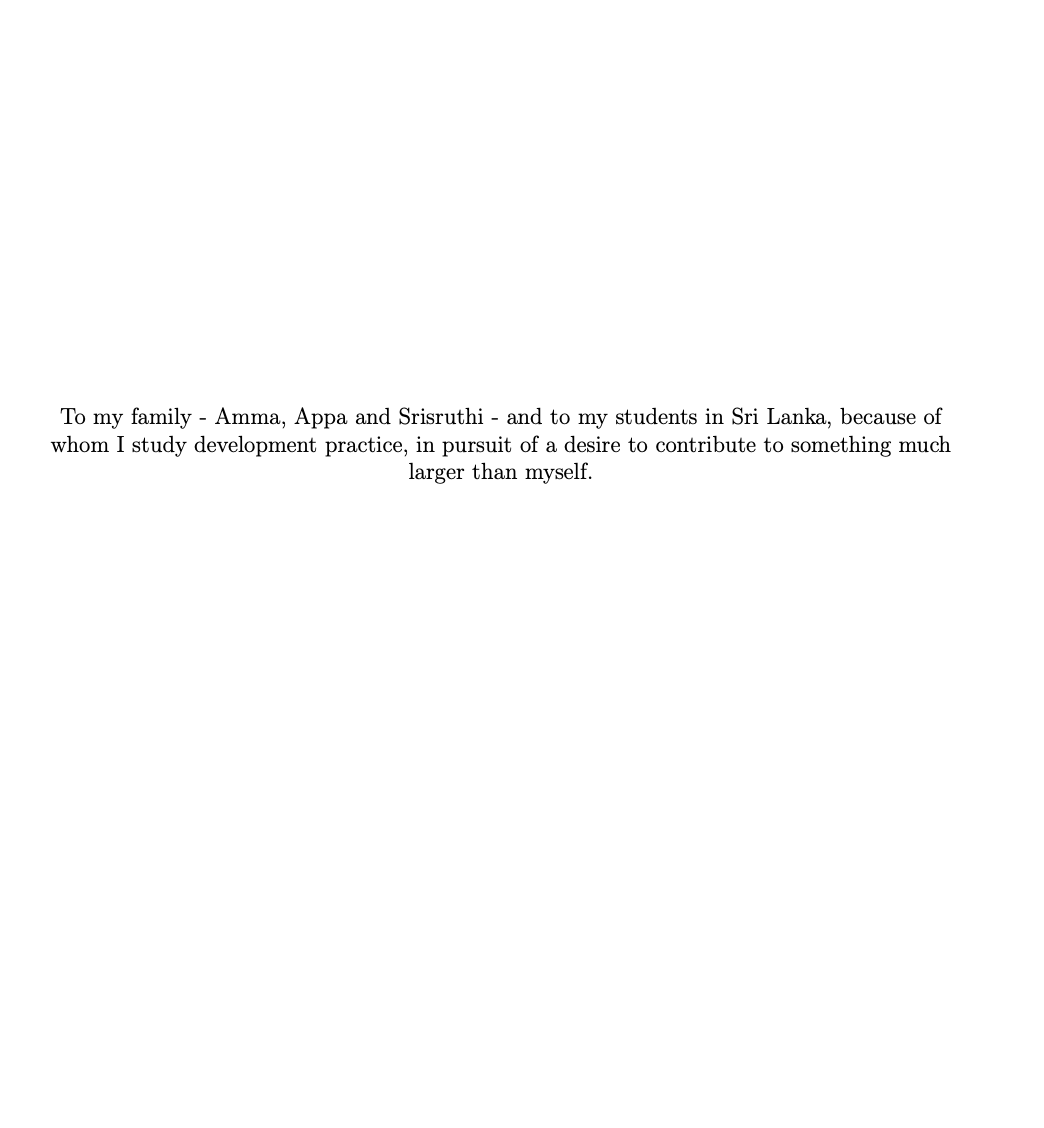 To my family - Amma, Appa and Srisruthi - and to my students in Sri Lanka, because of
whom I study development practice, in pursuit of a desire to contribute to something much
larger than myself.